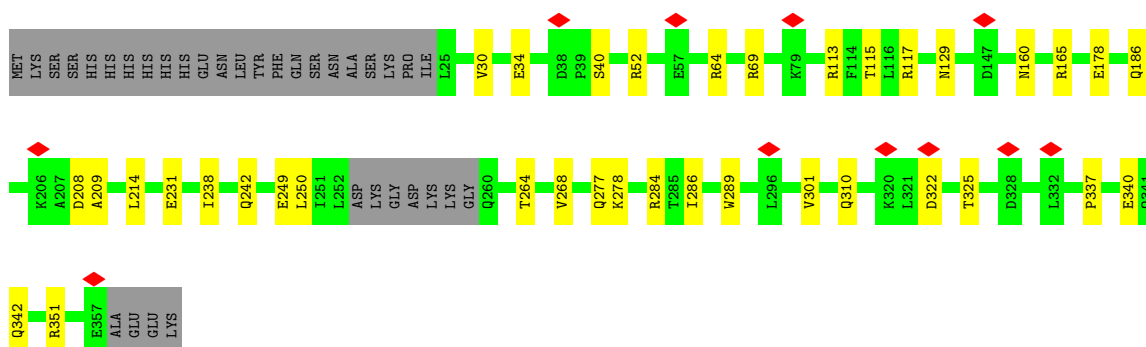 MET LYS SER SER HIS HIS HIS HIS HIS HIS GLU ASN LEU TYR PHE GLN SER ASN ALA SER LYS PRO ILE L25 V30 E34 D38 P39 S40 R52 E57 R64 R69 K79 R113 F114 T115 L116 R117 N129 D147 N160 R165 E178 Q186
K206 A207 D208 A209 L214 E231 I238 Q242 E249 L250 I251 L252 ASP LYS GLY ASP LYS LYS GLY Q260 T264 V268 Q277 K278 R284 T285 I286 W289 L296 V301 Q310 K320 L321 D322 T325 D328 L332 P337 E340
Q342 R351 E357 ALA GLU GLU LYS